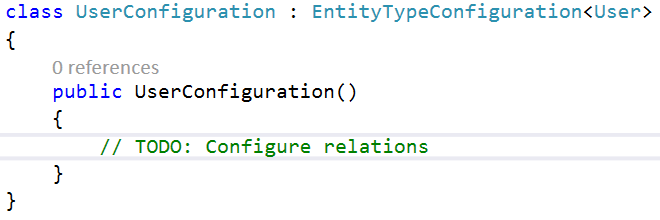 class UserConfiguration : EntityTypeConfiguration<User>
{
0 references
public UserConfiguration()
{
// TODO: Configure relations
}
}